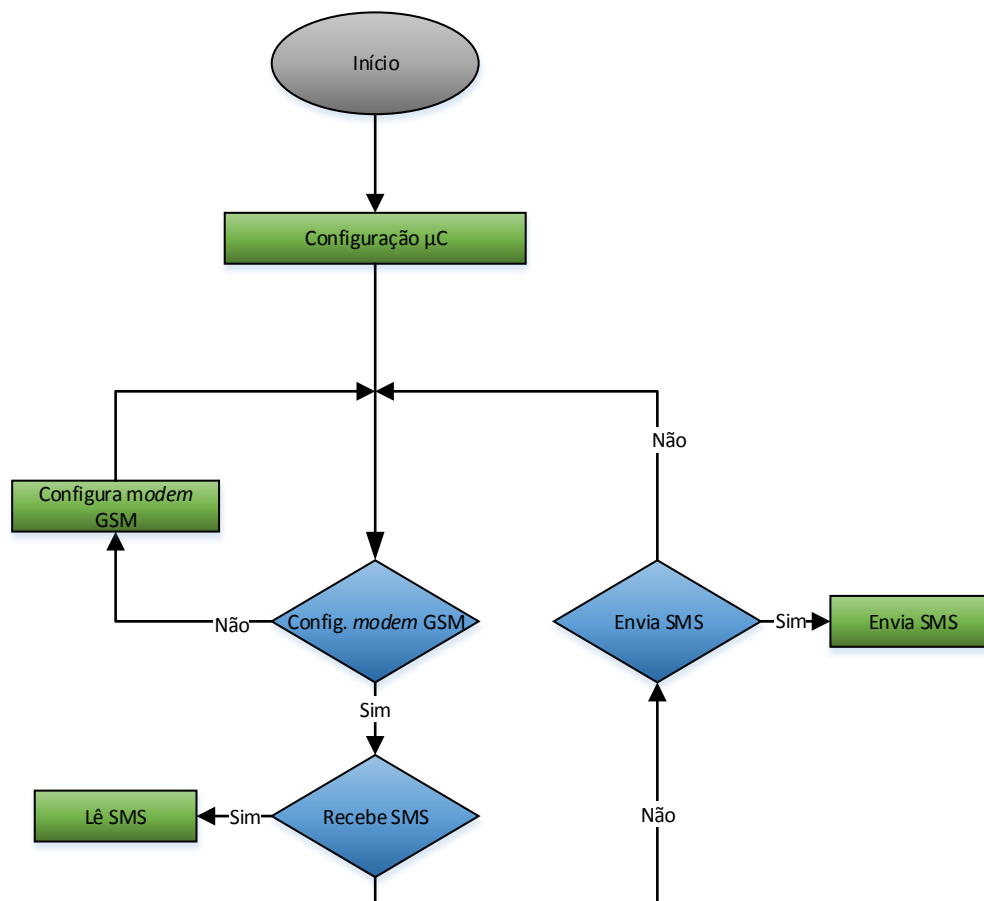 Início
Configuração µC
Não
Configura modem
GSM
Config. modem GSM
Envia SMS
Sim
Envia SMS
Não
Sim
Lê SMS
Sim
Recebe SMS
Não